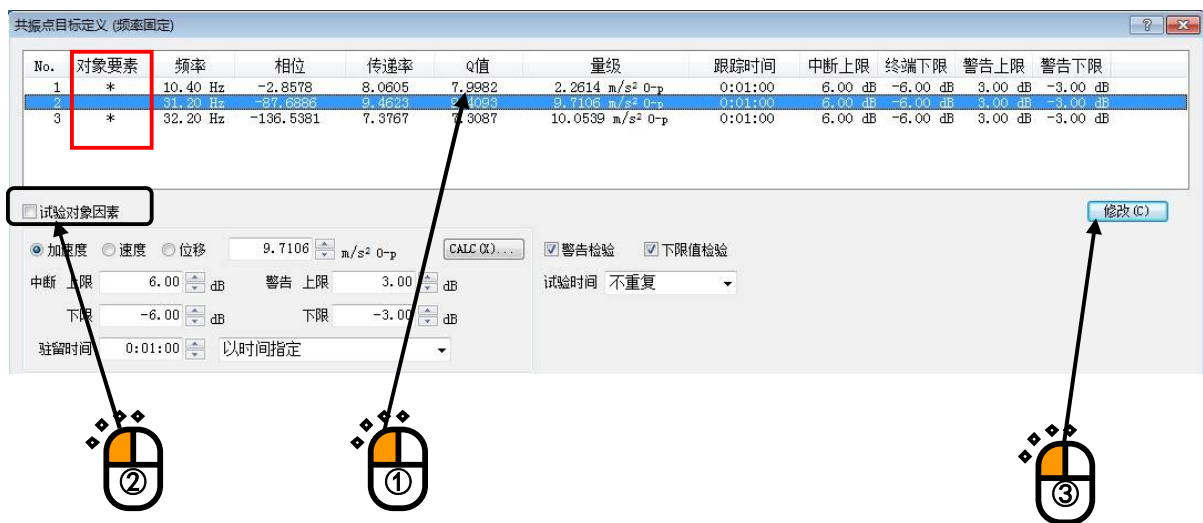 共振点目标定义 (频率固定)
No. 对象要素 频率 相位 传递率 Q值 量级 跟踪时间 中断上限 终端下限 警告上限 警告下限
1 * 10.40 Hz -2.8578 8.0605 7.9982 2.2614 m/s² 0-p 0:01:00 6.00 dB -6.00 dB 3.00 dB -3.00 dB
2 31.20 Hz -87.6886 9.4623 9.7106 m/s² 0-p 0:01:00 6.00 dB -6.00 dB 3.00 dB -3.00 dB
3 * 32.20 Hz -136.5381 7.3767 7.3087 10.0539 m/s² 0-p 0:01:00 6.00 dB -6.00 dB 3.00 dB -3.00 dB
试验对象因素 修改(C)
加速度 速度 位移 9.7106 m/s² 0-p CALC(X)... 警告检验 下限值检验
中断 上限 6.00 dB 警告 上限 3.00 dB 试验时间 不重复
下限 -6.00 dB 下限 -3.00 dB
驻留时间 0:01:00 以时间指定
② ① ③